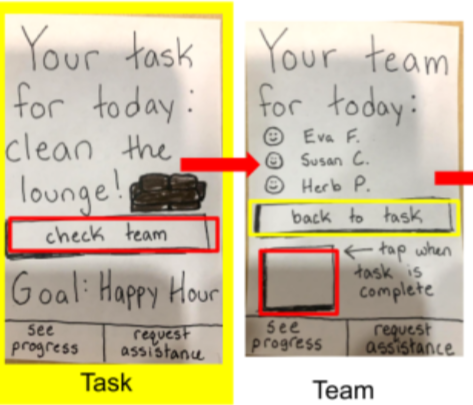 Your task
for today:
clean the
lounge!
check team
Goal: Happy Hour
see
progress
request
assistance
Task
Your team
for today:
Eva F.
Susan C.
Herb P.
back to task
← tap when
task is
complete
see
progress
request
assistance
Team